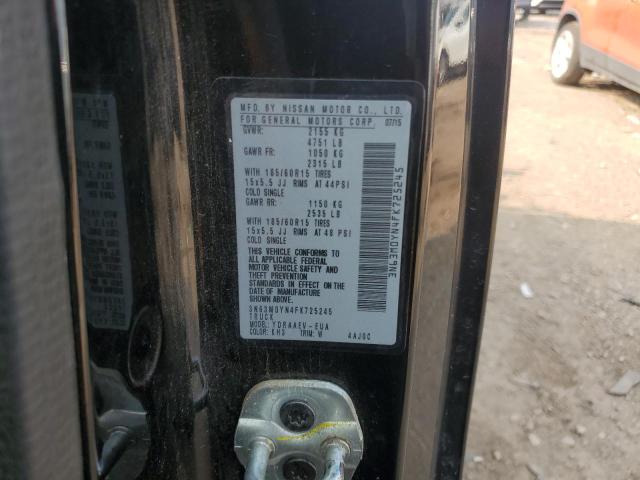 MFD. BY NISSAN MOTOR CO., LTD.
FOR GENERAL MOTORS CORP. 07/15
GVWR: 2155 KG
4751 LB
GAWR FR: 1050 KG
2315 LB
WITH 185/60R15 TIRES
15x5.5 JJ RIMS AT 44PSI
COLD SINGLE
GAWR RR: 1150 KG
2535 LB
WITH 185/60R15 TIRES
15x5.5 JJ RIMS AT 48 PSI
COLD SINGLE
THIS VEHICLE CONFORMS TO
ALL APPLICABLE FEDERAL
MOTOR VEHICLE SAFETY AND
AND THEFT PREVENTION
STANDARDS IN EFFECT ON THE
DATE OF MANUFACTURE
SHOWN ABOVE.
3N63M0YN4FK725245
TRUCK
MODEL: YDRAAEV-EUA
COLOR: KH3 TRIM: W 4AJ0C
3N63M0YN4FK725245